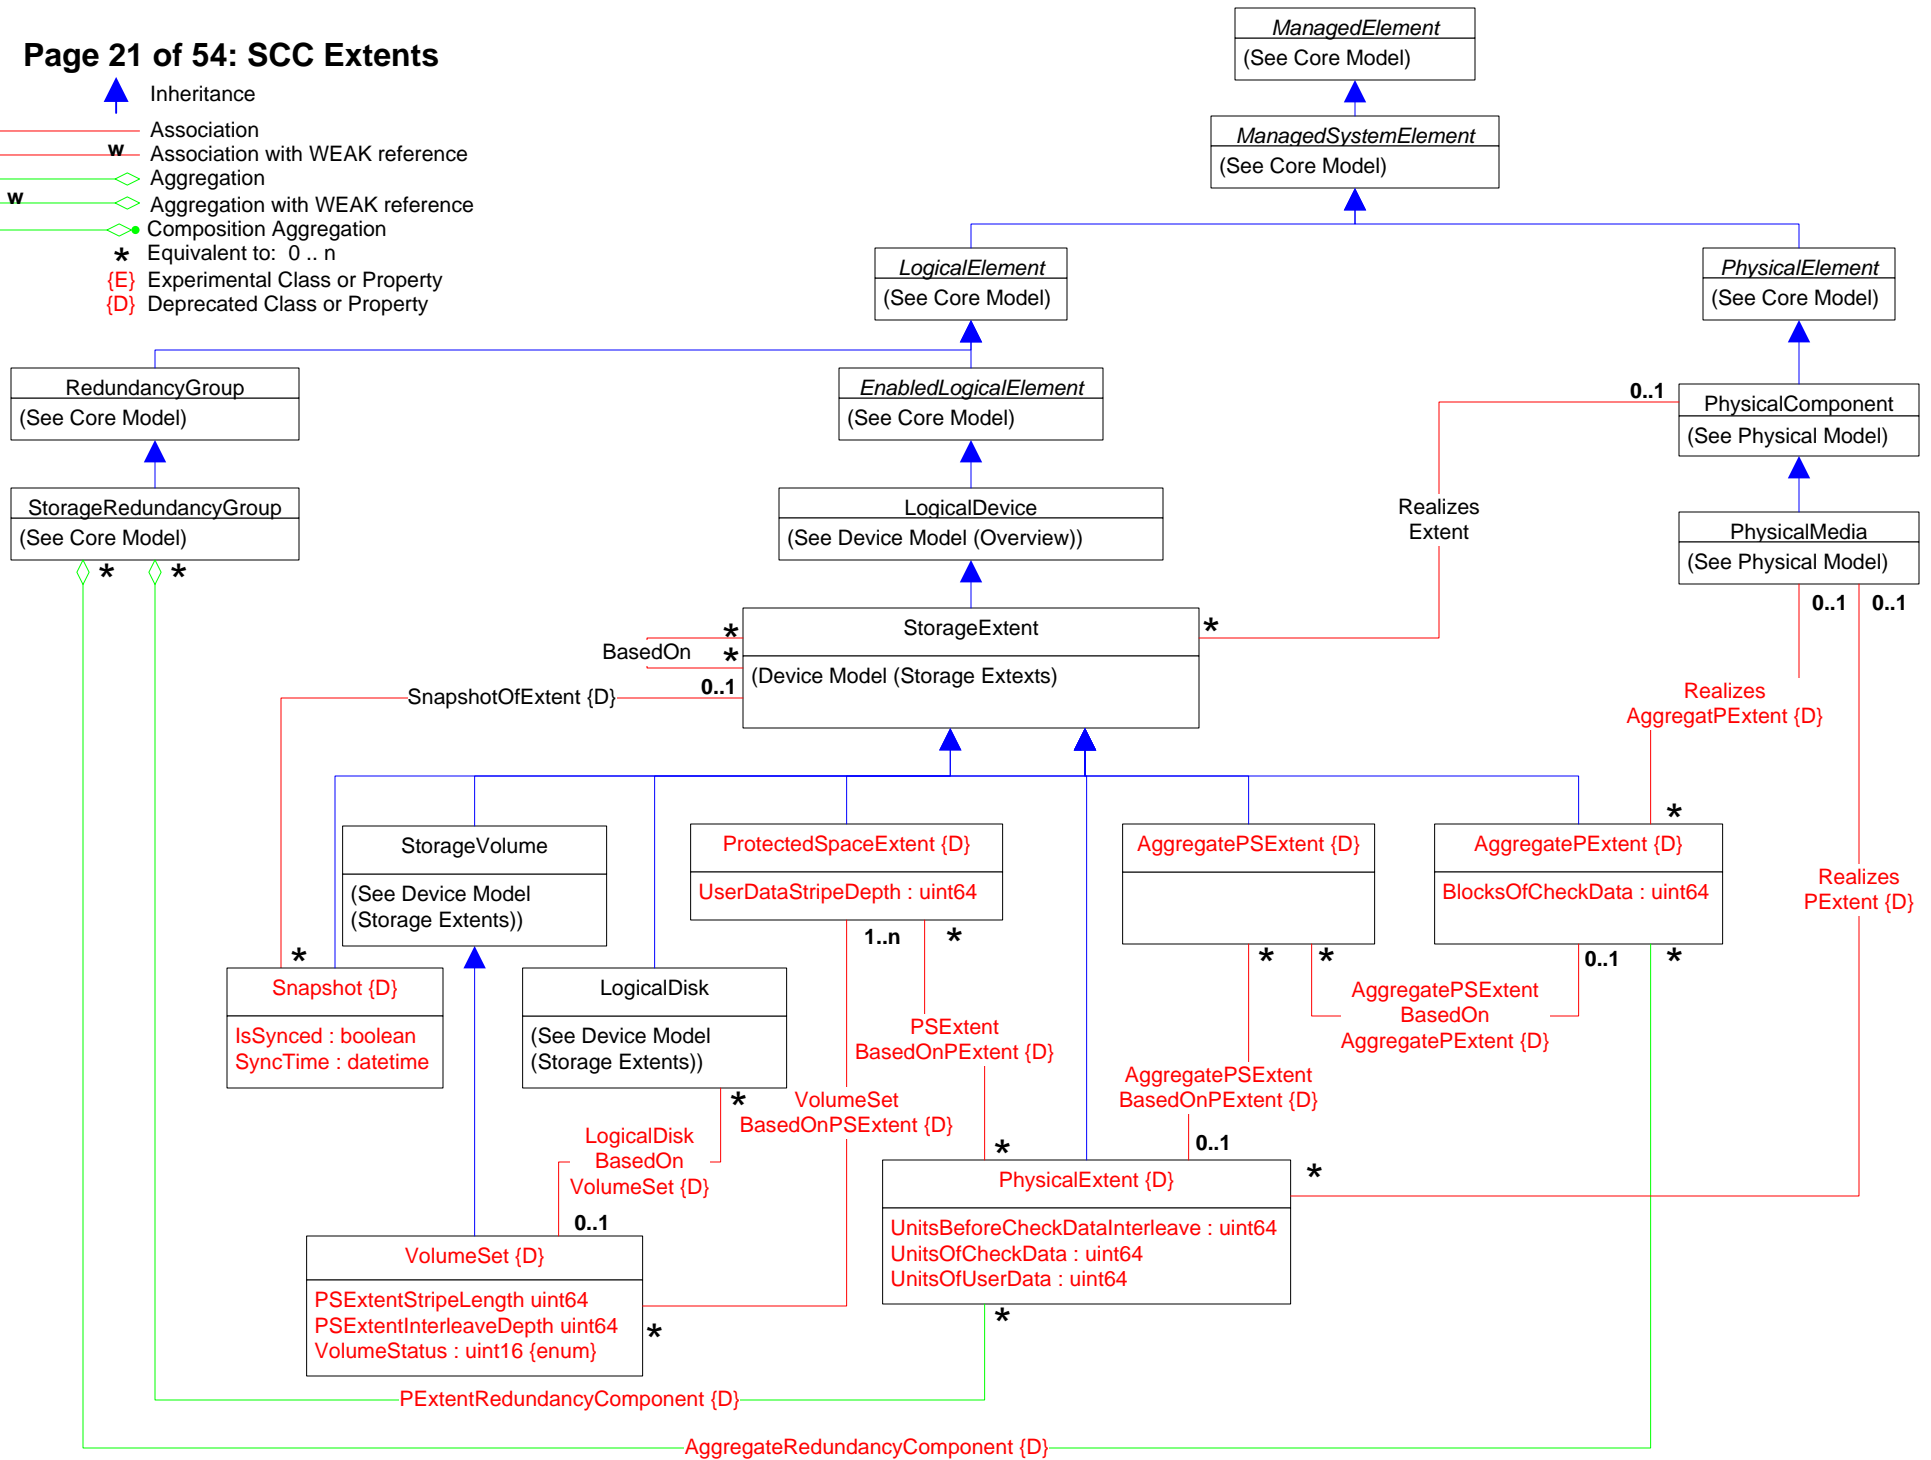 Page 21 of 54: SCC Extents
Inheritance
Association
w Association with WEAK reference
Aggregation
w Aggregation with WEAK reference
Composition Aggregation
* Equivalent to: 0 .. n
{E} Experimental Class or Property
{D} Deprecated Class or Property
ManagedElement
(See Core Model)
ManagedSystemElement
(See Core Model)
LogicalElement
(See Core Model)
PhysicalElement
(See Core Model)
RedundancyGroup
(See Core Model)
EnabledLogicalElement
(See Core Model)
0..1
PhysicalComponent
(See Physical Model)
StorageRedundancyGroup
(See Core Model)
* *
LogicalDevice
(See Device Model (Overview))
Realizes
Extent
PhysicalMedia
(See Physical Model)
0..1 0..1
StorageExtent
(Device Model (Storage Extexts)
*
*
BasedOn
*
0..1
SnapshotOfExtent {D}
Realizes
AggregatPExtent {D}
*
StorageVolume
(See Device Model
(Storage Extents))
ProtectedSpaceExtent {D}
UserDataStripeDepth : uint64
1..n *
AggregatePSExtent {D}
* *
AggregatePExtent {D}
BlocksOfCheckData : uint64
0..1 *
Realizes
PExtent {D}
*
Snapshot {D}
IsSynced : boolean
SyncTime : datetime
LogicalDisk
(See Device Model
(Storage Extents))
*
PSExtent
BasedOnPExtent {D}
*
AggregatePSExtent
BasedOn
AggregatePExtent {D}
AggregatePSExtent
BasedOnPExtent {D}
0..1
*
VolumeSet
BasedOnPSExtent {D}
LogicalDisk
BasedOn
VolumeSet {D}
0..1
PhysicalExtent {D}
UnitsBeforeCheckDataInterleave : uint64
UnitsOfCheckData : uint64
UnitsOfUserData : uint64
*
VolumeSet {D}
PSExtentStripeLength uint64
PSExtentInterleaveDepth uint64
VolumeStatus : uint16 {enum}
*
PExtentRedundancyComponent {D}
AggregateRedundancyComponent {D}